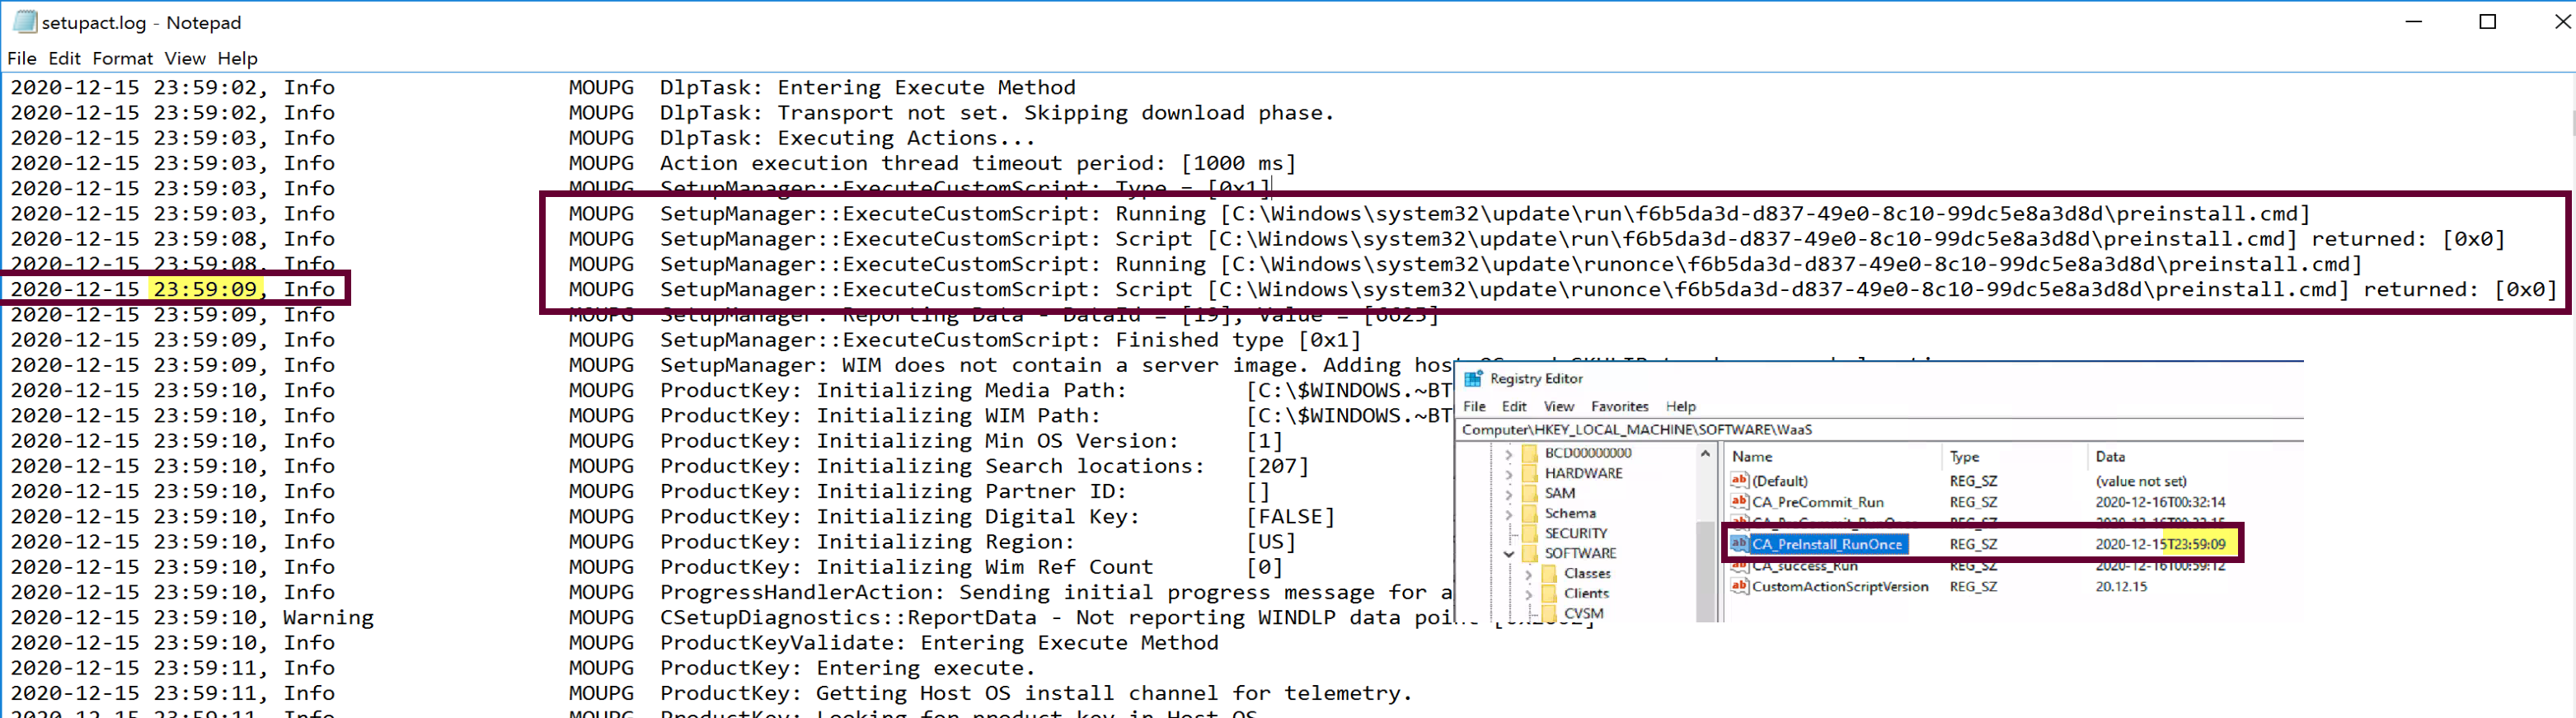 setupact.log - Notepad
File Edit Format View Help
2020-12-15 23:59:02, Info MOUPG DlpTask: Entering Execute Method
2020-12-15 23:59:02, Info MOUPG DlpTask: Transport not set. Skipping download phase.
2020-12-15 23:59:03, Info MOUPG DlpTask: Executing Actions...
2020-12-15 23:59:03, Info MOUPG Action execution thread timeout period: [1000 ms]
2020-12-15 23:59:03, Info MOUPG SetupManager::ExecuteCustomScript: Type = [0x1]
2020-12-15 23:59:03, Info MOUPG SetupManager::ExecuteCustomScript: Running [C:\Windows\system32\update\run\f6b5da3d-d837-49e0-8c10-99dc5e8a3d8d\preinstall.cmd]
2020-12-15 23:59:08, Info MOUPG SetupManager::ExecuteCustomScript: Script [C:\Windows\system32\update\run\f6b5da3d-d837-49e0-8c10-99dc5e8a3d8d\preinstall.cmd] returned: [0x0]
2020-12-15 23:59:08, Info MOUPG SetupManager::ExecuteCustomScript: Running [C:\Windows\system32\update\runonce\f6b5da3d-d837-49e0-8c10-99dc5e8a3d8d\preinstall.cmd]
2020-12-15 23:59:09, Info MOUPG SetupManager::ExecuteCustomScript: Script [C:\Windows\system32\update\runonce\f6b5da3d-d837-49e0-8c10-99dc5e8a3d8d\preinstall.cmd] returned: [0x0]
2020-12-15 23:59:09, Info MOUPG SetupManager: Reporting Data - DataId = [19], Value = [6625]
2020-12-15 23:59:09, Info MOUPG SetupManager::ExecuteCustomScript: Finished type [0x1]
2020-12-15 23:59:09, Info MOUPG SetupManager: WIM does not contain a server image. Adding hos
2020-12-15 23:59:10, Info MOUPG ProductKey: Initializing Media Path: [C:\$WINDOWS.~BT
2020-12-15 23:59:10, Info MOUPG ProductKey: Initializing WIM Path: [C:\$WINDOWS.~BT
2020-12-15 23:59:10, Info MOUPG ProductKey: Initializing Min OS Version: [1]
2020-12-15 23:59:10, Info MOUPG ProductKey: Initializing Search locations: [207]
2020-12-15 23:59:10, Info MOUPG ProductKey: Initializing Partner ID: []
2020-12-15 23:59:10, Info MOUPG ProductKey: Initializing Digital Key: [FALSE]
2020-12-15 23:59:10, Info MOUPG ProductKey: Initializing Region: [US]
2020-12-15 23:59:10, Info MOUPG ProductKey: Initializing Wim Ref Count [0]
2020-12-15 23:59:10, Info MOUPG ProgressHandlerAction: Sending initial progress message for a
2020-12-15 23:59:10, Warning MOUPG CSetupDiagnostics::ReportData - Not reporting WINDLP data point
2020-12-15 23:59:10, Info MOUPG ProductKeyValidate: Entering Execute Method
2020-12-15 23:59:11, Info MOUPG ProductKey: Entering execute.
2020-12-15 23:59:11, Info MOUPG ProductKey: Getting Host OS install channel for telemetry.
2020-12-15 23:59:11, Info MOUPG ProductKey: Looking for product key in Host OS
Registry Editor
File Edit View Favorites Help
Computer\HKEY_LOCAL_MACHINE\SOFTWARE\WaaS
BCD00000000
HARDWARE
SAM
Schema
SECURITY
SOFTWARE
Classes
Clients
CVSM
Name Type Data
(Default) REG_SZ (value not set)
CA_PreCommit_Run REG_SZ 2020-12-16T00:32:14
CA_PreCommit_RunOnce REG_SZ 2020-12-16T00:32:15
CA_PreInstall_RunOnce REG_SZ 2020-12-15T23:59:09
CA_success_Run REG_SZ 2020-12-16T00:59:12
CustomActionScriptVersion REG_SZ 20.12.15